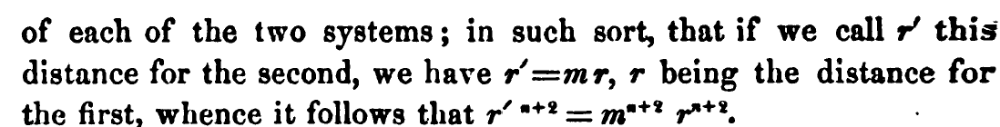 of each of the two systems; in such sort, that if we call r′ this
distance for the second, we have r′=mr, r being the distance for
the first, whence it follows that r′ ⁿ⁺² = mⁿ⁺² rⁿ⁺².